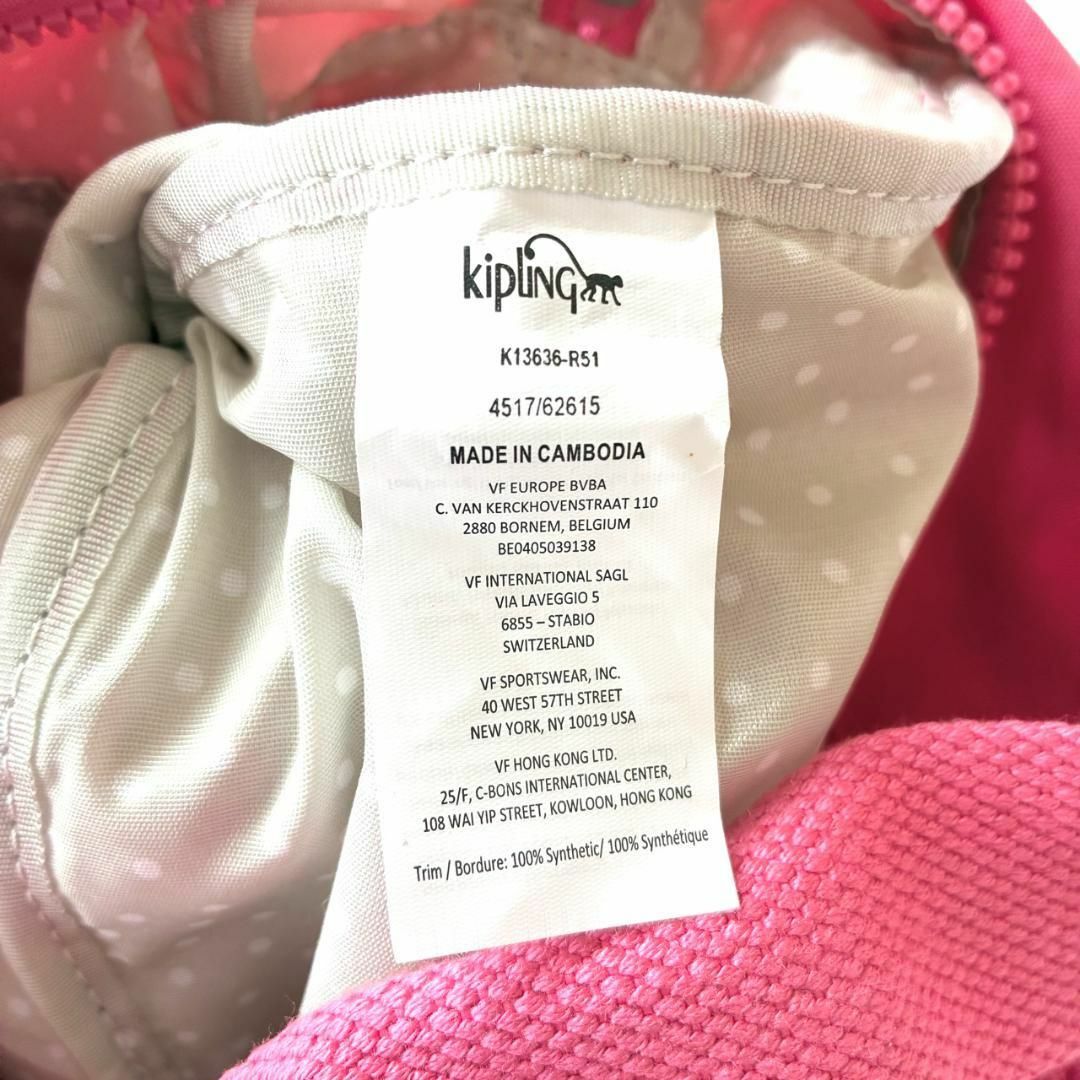 kipling
K13636-R51
4517/62615
MADE IN CAMBODIA
VF EUROPE BVBA
C. VAN KERCKHOVENSTRAAT 110
2880 BORNEM, BELGIUM
BE0405039138
VF INTERNATIONAL SAGL
VIA LAVEGGIO 5
6855 – STABIO
SWITZERLAND
VF SPORTSWEAR, INC.
40 WEST 57TH STREET
NEW YORK, NY 10019 USA
VF HONG KONG LTD.
25/F, C-BONS INTERNATIONAL CENTER,
108 WAI YIP STREET, KOWLOON, HONG KONG
Trim / Bordure: 100% Synthetic/ 100% Synthétique